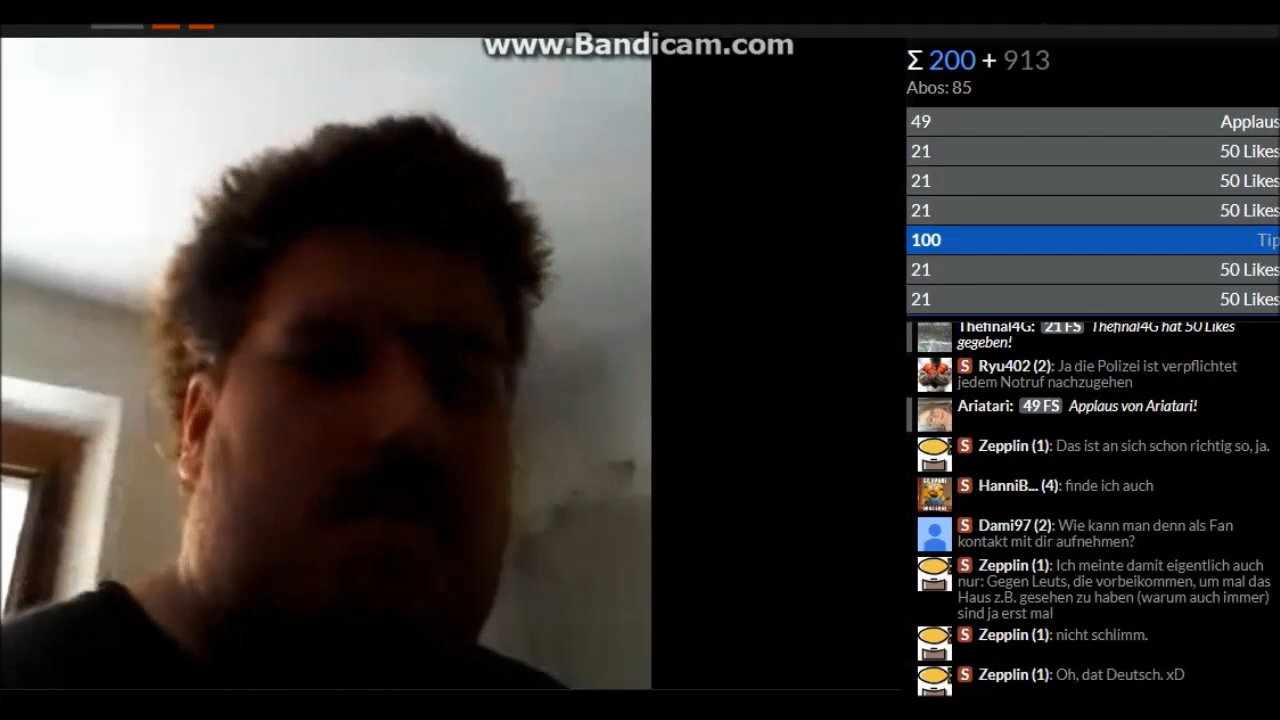 www.Bandicam.com
Σ 200 + 913
Abos: 85
49 Applaus
21 50 Likes
21 50 Likes
21 50 Likes
100 Tip
21 50 Likes
21 50 Likes
Thefinal4G: 21 FS Thefinal4G hat 50 Likes
gegeben!
S Ryu402 (2): Ja die Polizei ist verpflichtet
jedem Notruf nachzugehen
Ariatari: 49 FS Applaus von Ariatari!
S Zepplin (1): Das ist an sich schon richtig so, ja.
S HanniB... (4): finde ich auch
S Dami97 (2): Wie kann man denn als Fan
kontakt mit dir aufnehmen?
S Zepplin (1): Ich meinte damit eigentlich auch
nur: Gegen Leuts, die vorbeikommen, um mal das
Haus z.B. gesehen zu haben (warum auch immer)
sind ja erst mal
S Zepplin (1): nicht schlimm.
S Zepplin (1): Oh, dat Deutsch. xD